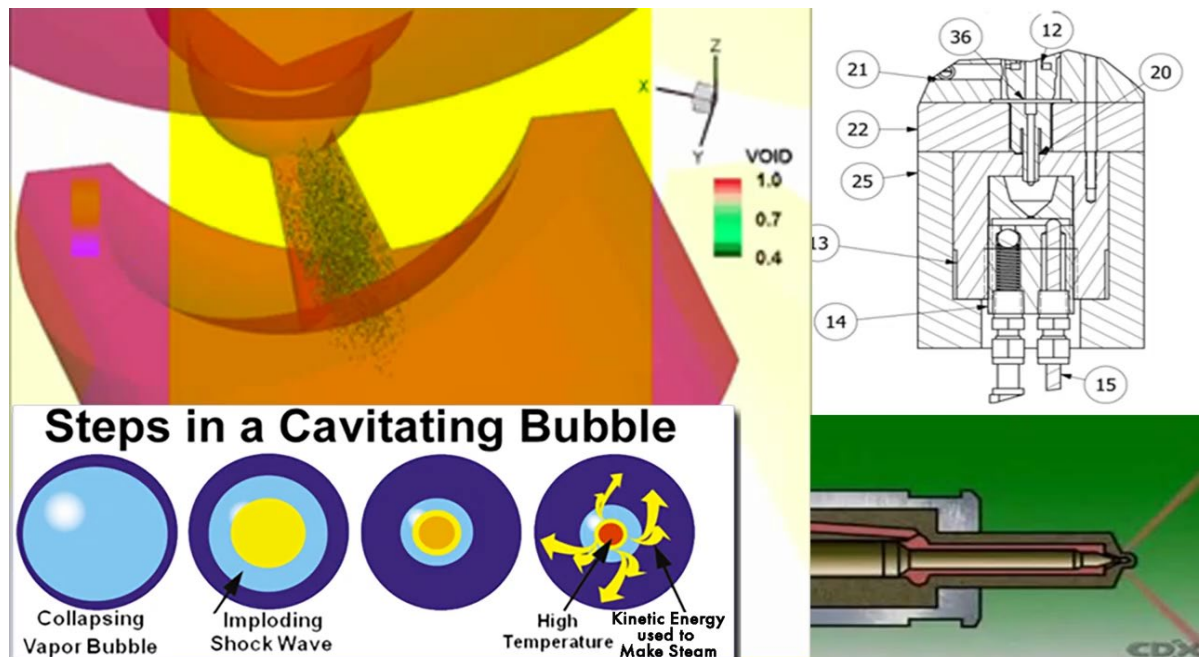 Z
X
Y
VOID
1.0
0.7
0.4
36
12
21
20
22
25
13
14
15
Steps in a Cavitating Bubble
Collapsing
Vapor Bubble
Imploding
Shock Wave
High
Temperature
Kinetic Energy
used to
Make Steam
CDX